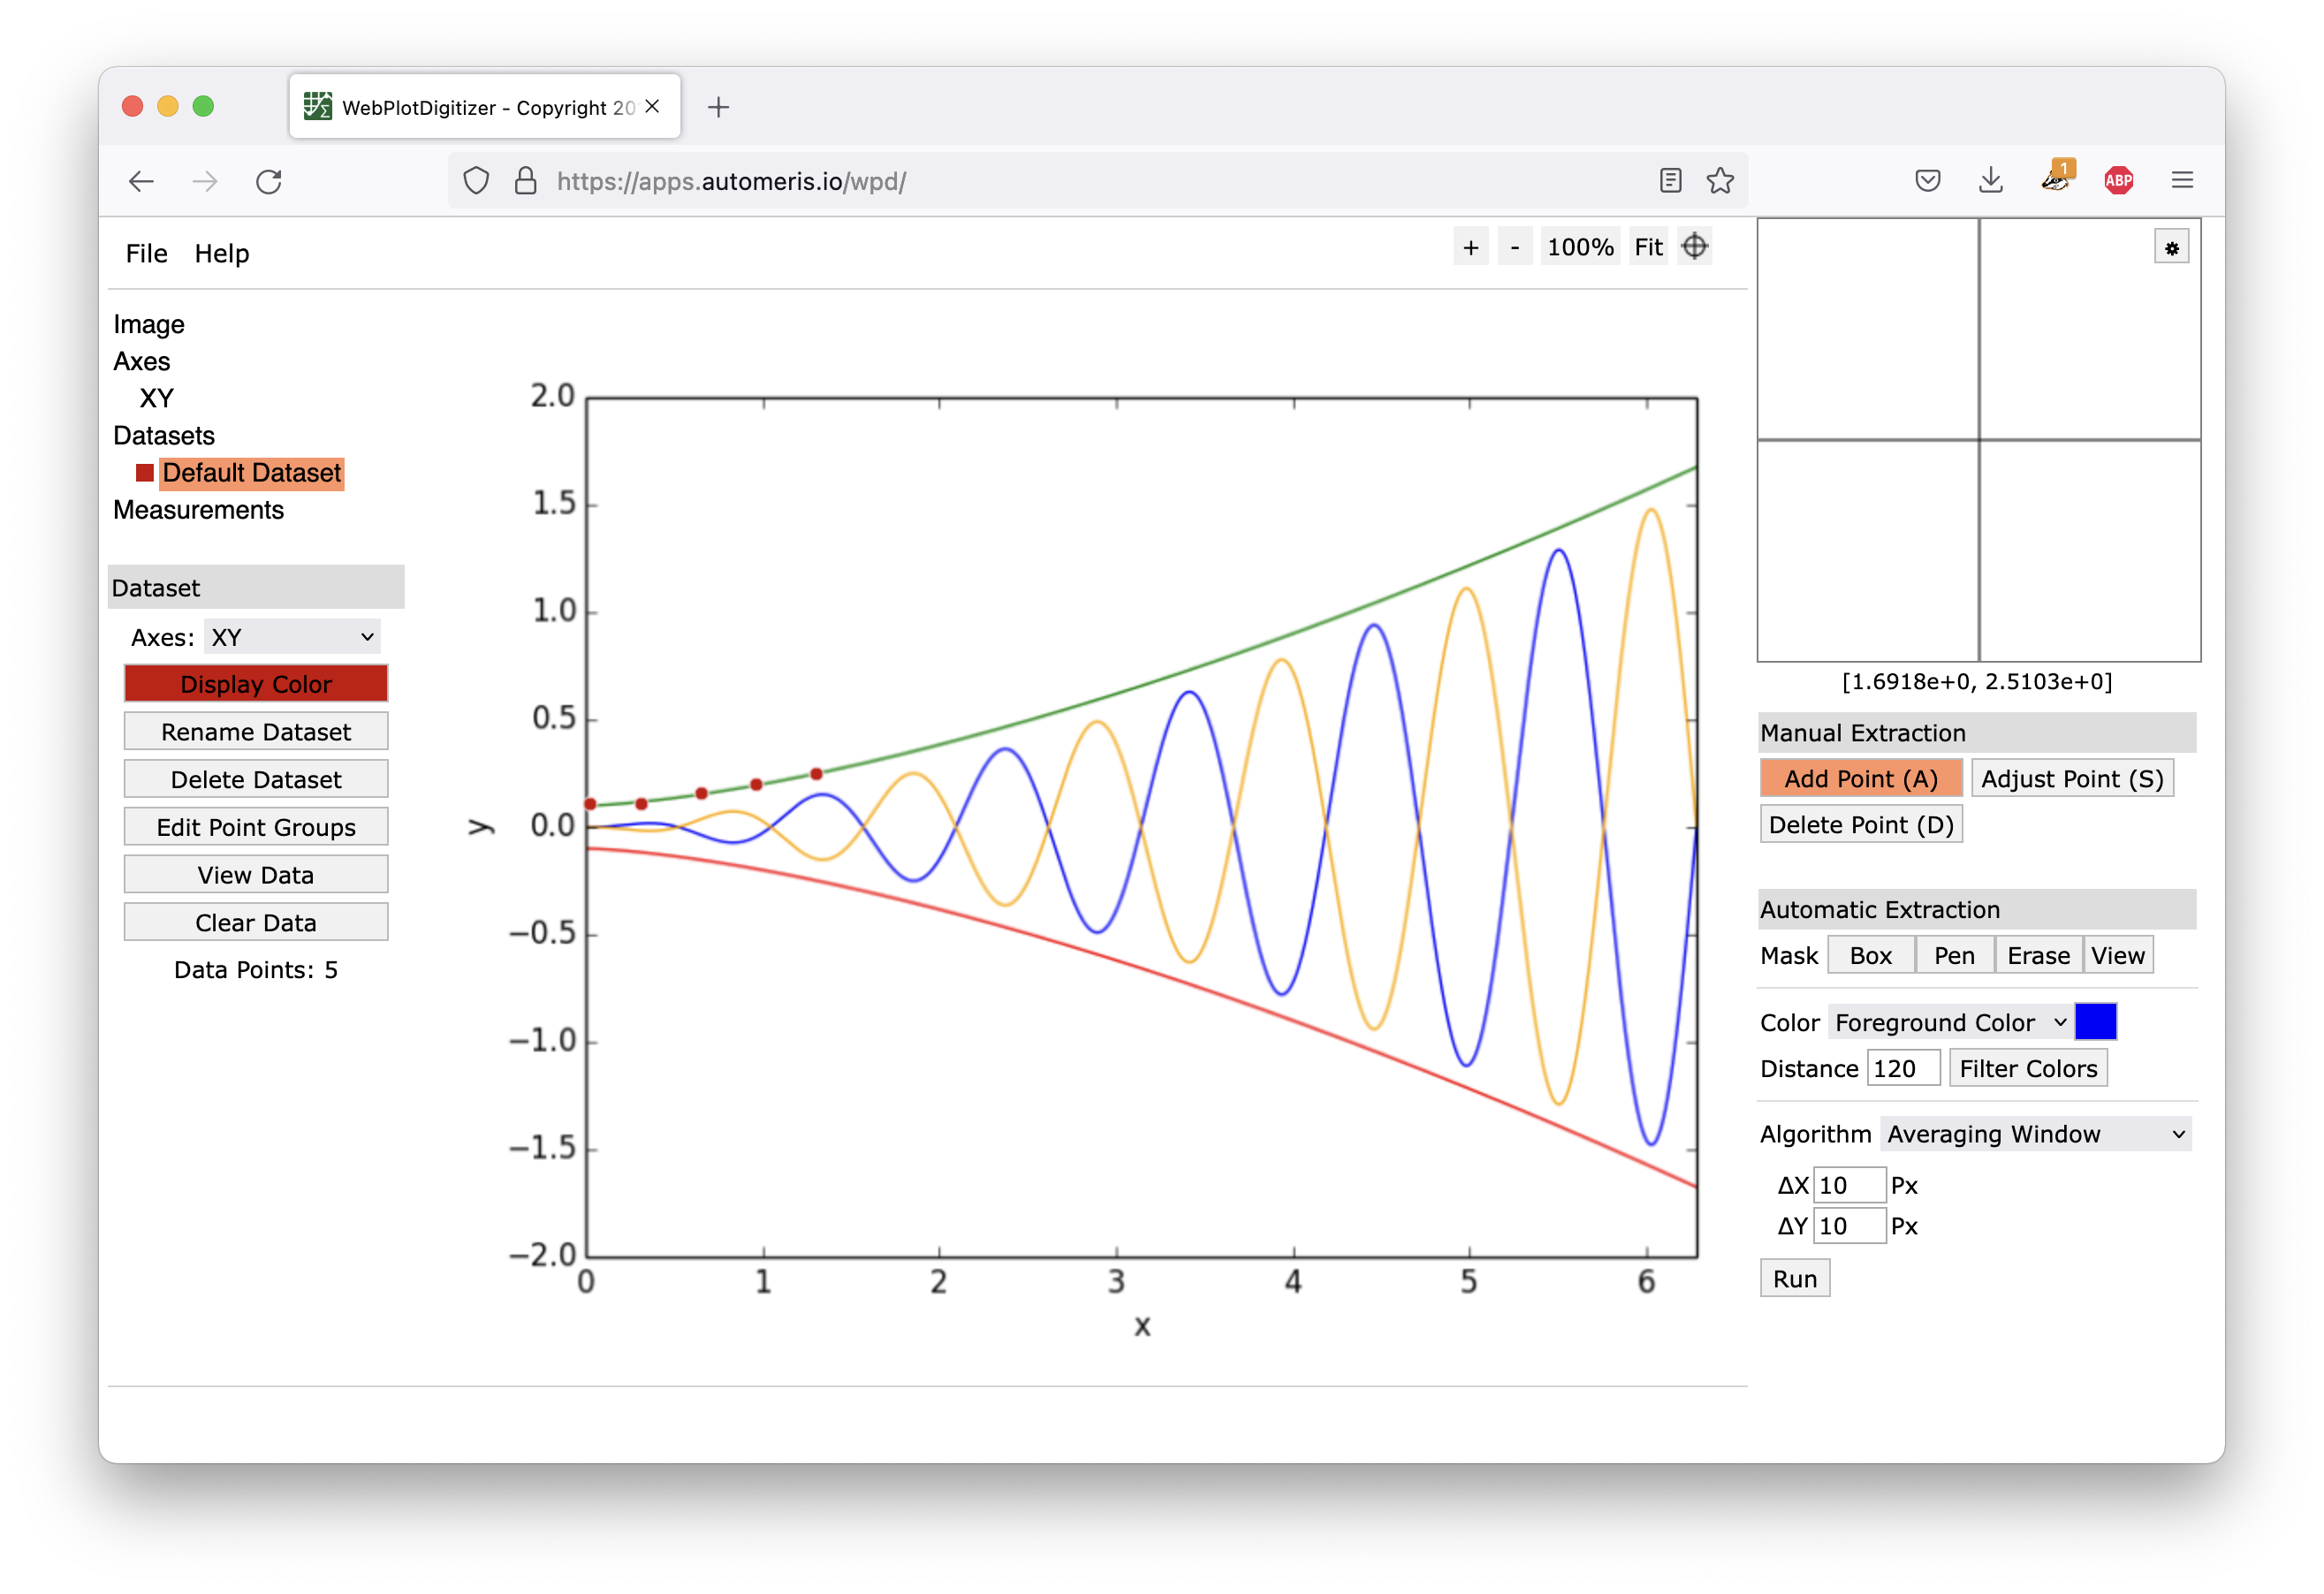 WebPlotDigitizer - Copyright 20
https://apps.automeris.io/wpd/
1
ABP
File Help
+ - 100% Fit
Image
Axes
XY
Datasets
Default Dataset
Measurements
Dataset
Axes: XY
Display Color
Rename Dataset
Delete Dataset
Edit Point Groups
View Data
Clear Data
Data Points: 5
2.0
1.5
1.0
0.5
0.0
−0.5
−1.0
−1.5
−2.0
y
0 1 2 3 4 5 6
x
[1.6918e+0, 2.5103e+0]
Manual Extraction
Add Point (A) Adjust Point (S)
Delete Point (D)
Automatic Extraction
Mask Box Pen Erase View
Color Foreground Color
Distance 120 Filter Colors
Algorithm Averaging Window
ΔX 10 Px
ΔY 10 Px
Run